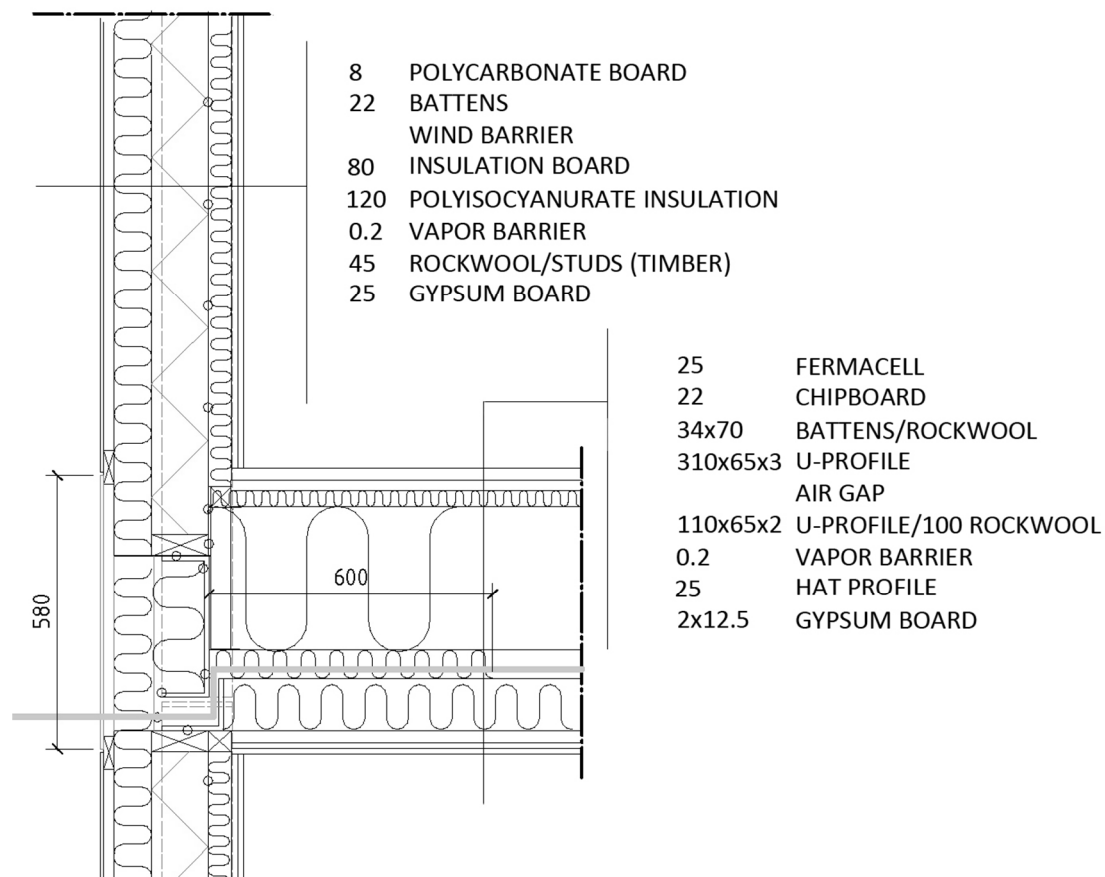 8 POLYCARBONATE BOARD
22 BATTENS
WIND BARRIER
80 INSULATION BOARD
120 POLYISOCYANURATE INSULATION
0.2 VAPOR BARRIER
45 ROCKWOOL/STUDS (TIMBER)
25 GYPSUM BOARD
25 FERMACELL
22 CHIPBOARD
34x70 BATTENS/ROCKWOOL
310x65x3 U-PROFILE
AIR GAP
110x65x2 U-PROFILE/100 ROCKWOOL
0.2 VAPOR BARRIER
25 HAT PROFILE
2x12.5 GYPSUM BOARD
600
580